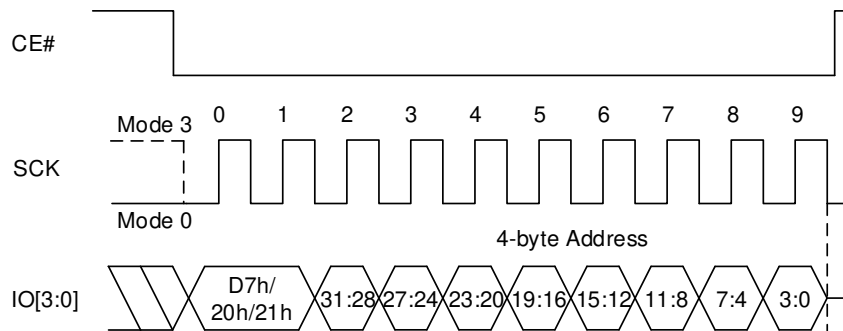 CE#
Mode 3
0 1 2 3 4 5 6 7 8 9
SCK
Mode 0
4-byte Address
IO[3:0]
D7h/
20h/21h
31:28 27:24 23:20 19:16 15:12 11:8 7:4 3:0